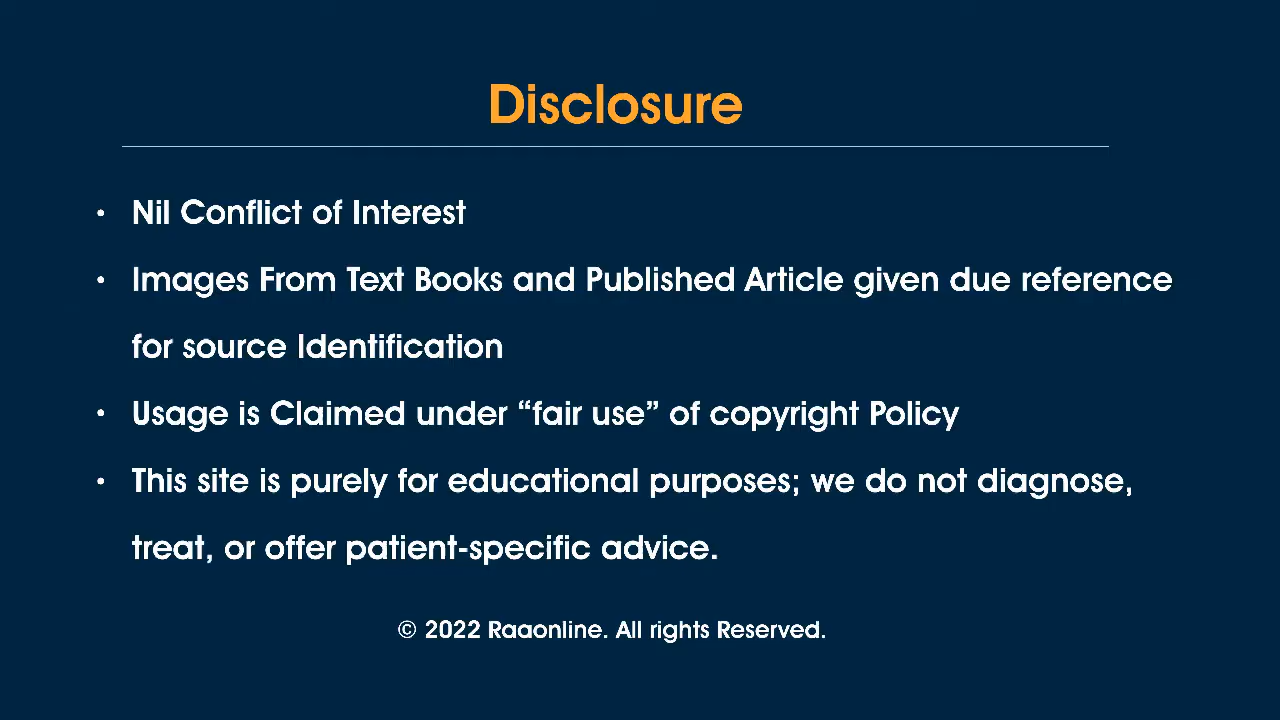 Disclosure
• Nil Conflict of Interest
• Images From Text Books and Published Article given due reference
for source Identification
• Usage is Claimed under “fair use” of copyright Policy
• This site is purely for educational purposes; we do not diagnose,
treat, or offer patient-specific advice.
© 2022 Raaonline. All rights Reserved.